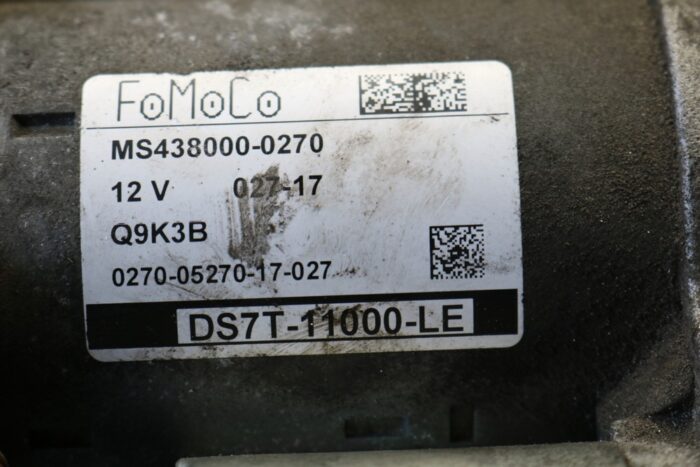 FoMoCo
MS438000-0270
12 V 027-17
Q9K3B
0270-05270-17-027
DS7T-11000-LE